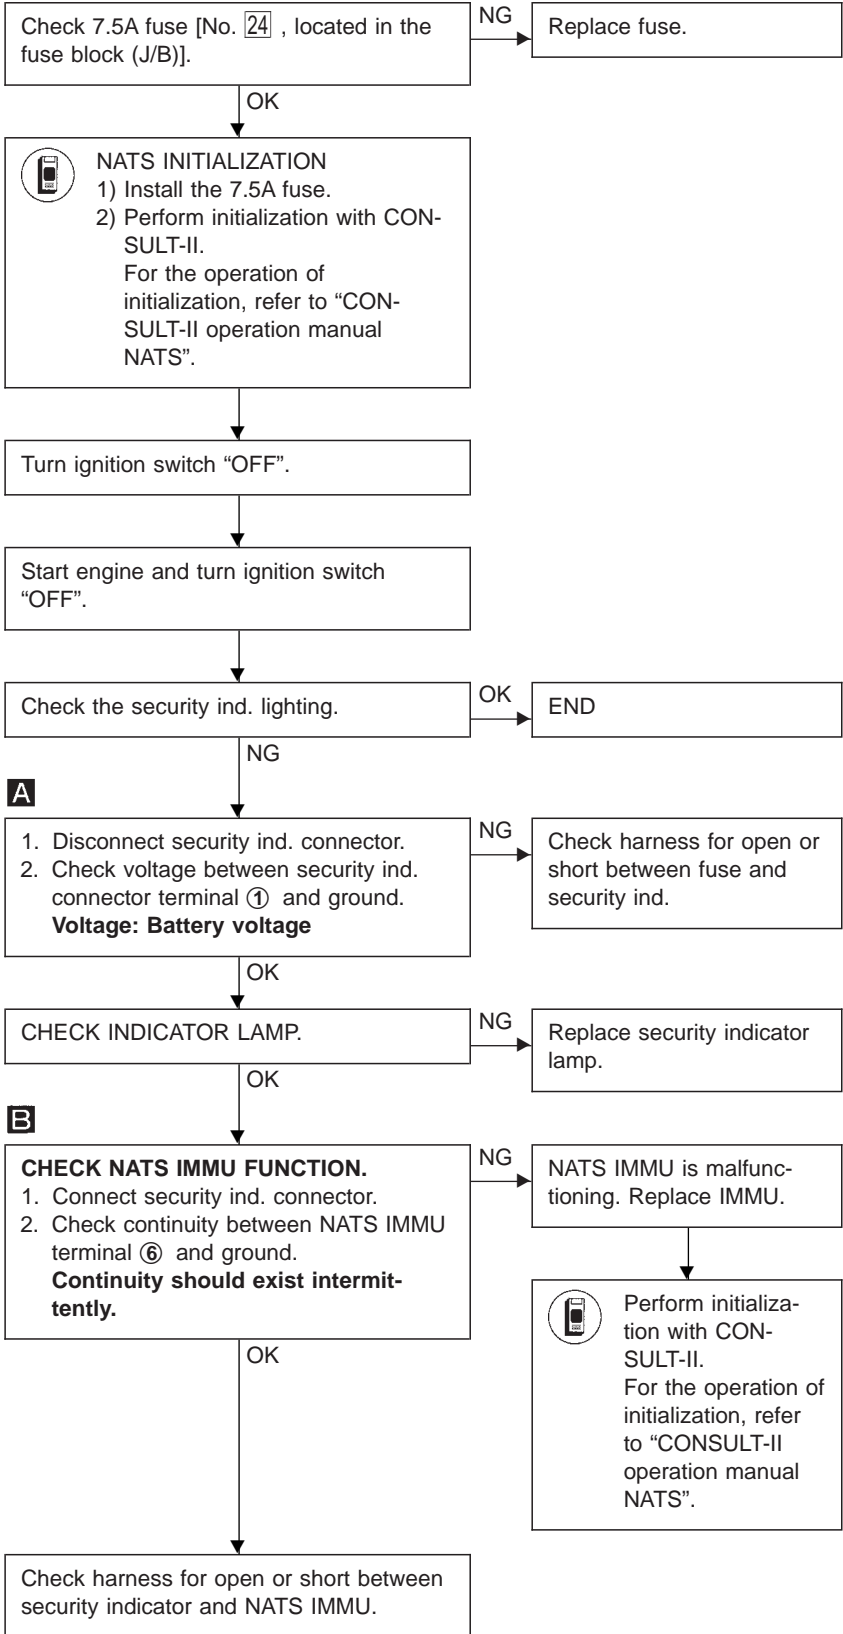 Check 7.5A fuse [No. 24 , located in the
fuse block (J/B)].
NG
Replace fuse.
OK
NATS INITIALIZATION
1) Install the 7.5A fuse.
2) Perform initialization with CON-
SULT-II.
For the operation of
initialization, refer to “CON-
SULT-II operation manual
NATS”.
Turn ignition switch “OFF”.
Start engine and turn ignition switch
“OFF”.
Check the security ind. lighting.
OK
END
NG
A
1. Disconnect security ind. connector.
2. Check voltage between security ind.
connector terminal ① and ground.
Voltage: Battery voltage
NG
Check harness for open or
short between fuse and
security ind.
OK
CHECK INDICATOR LAMP.
NG
Replace security indicator
lamp.
OK
B
CHECK NATS IMMU FUNCTION.
1. Connect security ind. connector.
2. Check continuity between NATS IMMU
terminal ⑥ and ground.
Continuity should exist intermit-
tently.
NG
NATS IMMU is malfunc-
tioning. Replace IMMU.
Perform initializa-
tion with CON-
SULT-II.
For the operation of
initialization, refer
to “CONSULT-II
operation manual
NATS”.
OK
Check harness for open or short between
security indicator and NATS IMMU.